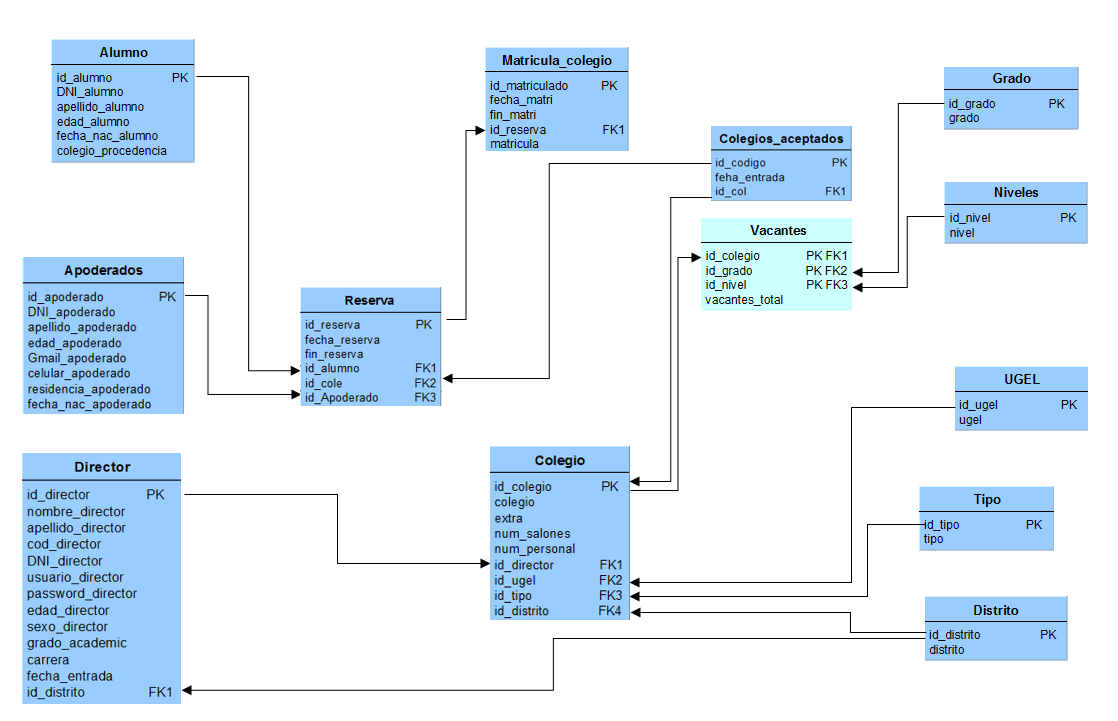 Alumno
id_alumno PK
DNI_alumno
apellido_alumno
edad_alumno
fecha_nac_alumno
colegio_procedencia
Matricula_colegio
id_matriculado PK
fecha_matri
fin_matri
id_reserva FK1
matricula
Grado
id_grado PK
grado
Colegios_aceptados
id_codigo PK
feha_entrada
id_col FK1
Niveles
id_nivel PK
nivel
Vacantes
id_colegio PK FK1
id_grado PK FK2
id_nivel PK FK3
vacantes_total
Apoderados
id_apoderado PK
DNI_apoderado
apellido_apoderado
edad_apoderado
Gmail_apoderado
celular_apoderado
residencia_apoderado
fecha_nac_apoderado
Reserva
id_reserva PK
fecha_reserva
fin_reserva
id_alumno FK1
id_cole FK2
id_Apoderado FK3
UGEL
id_ugel PK
ugel
Director
id_director PK
nombre_director
apellido_director
cod_director
DNI_director
usuario_director
password_director
edad_director
sexo_director
grado_academic
carrera
fecha_entrada
id_distrito FK1
Colegio
id_colegio PK
colegio
extra
num_salones
num_personal
id_director FK1
id_ugel FK2
id_tipo FK3
id_distrito FK4
Tipo
id_tipo PK
tipo
Distrito
id_distrito PK
distrito